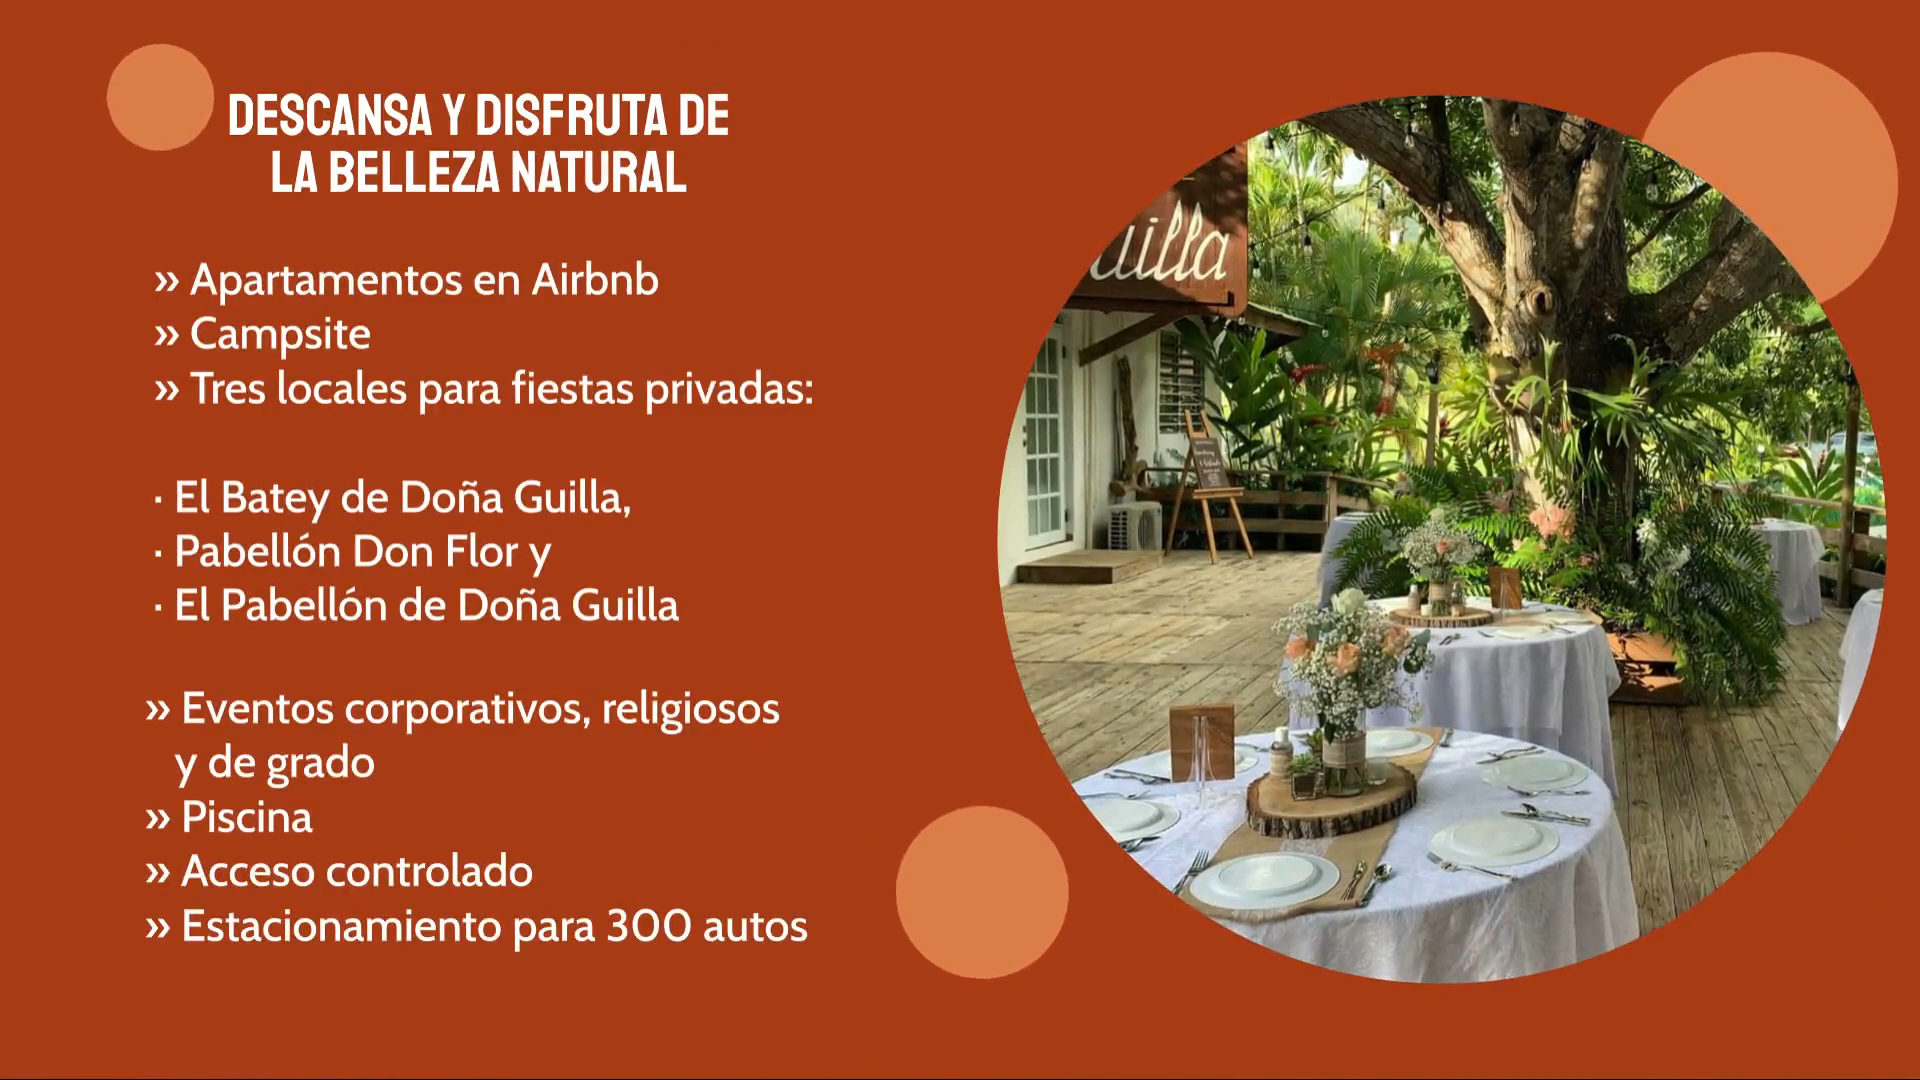 DESCANSA Y DISFRUTA DE
LA BELLEZA NATURAL
» Apartamentos en Airbnb
» Campsite
» Tres locales para fiestas privadas:
· El Batey de Doña Guilla,
· Pabellón Don Flor y
· El Pabellón de Doña Guilla
» Eventos corporativos, religiosos
y de grado
» Piscina
» Acceso controlado
» Estacionamiento para 300 autos
uilla